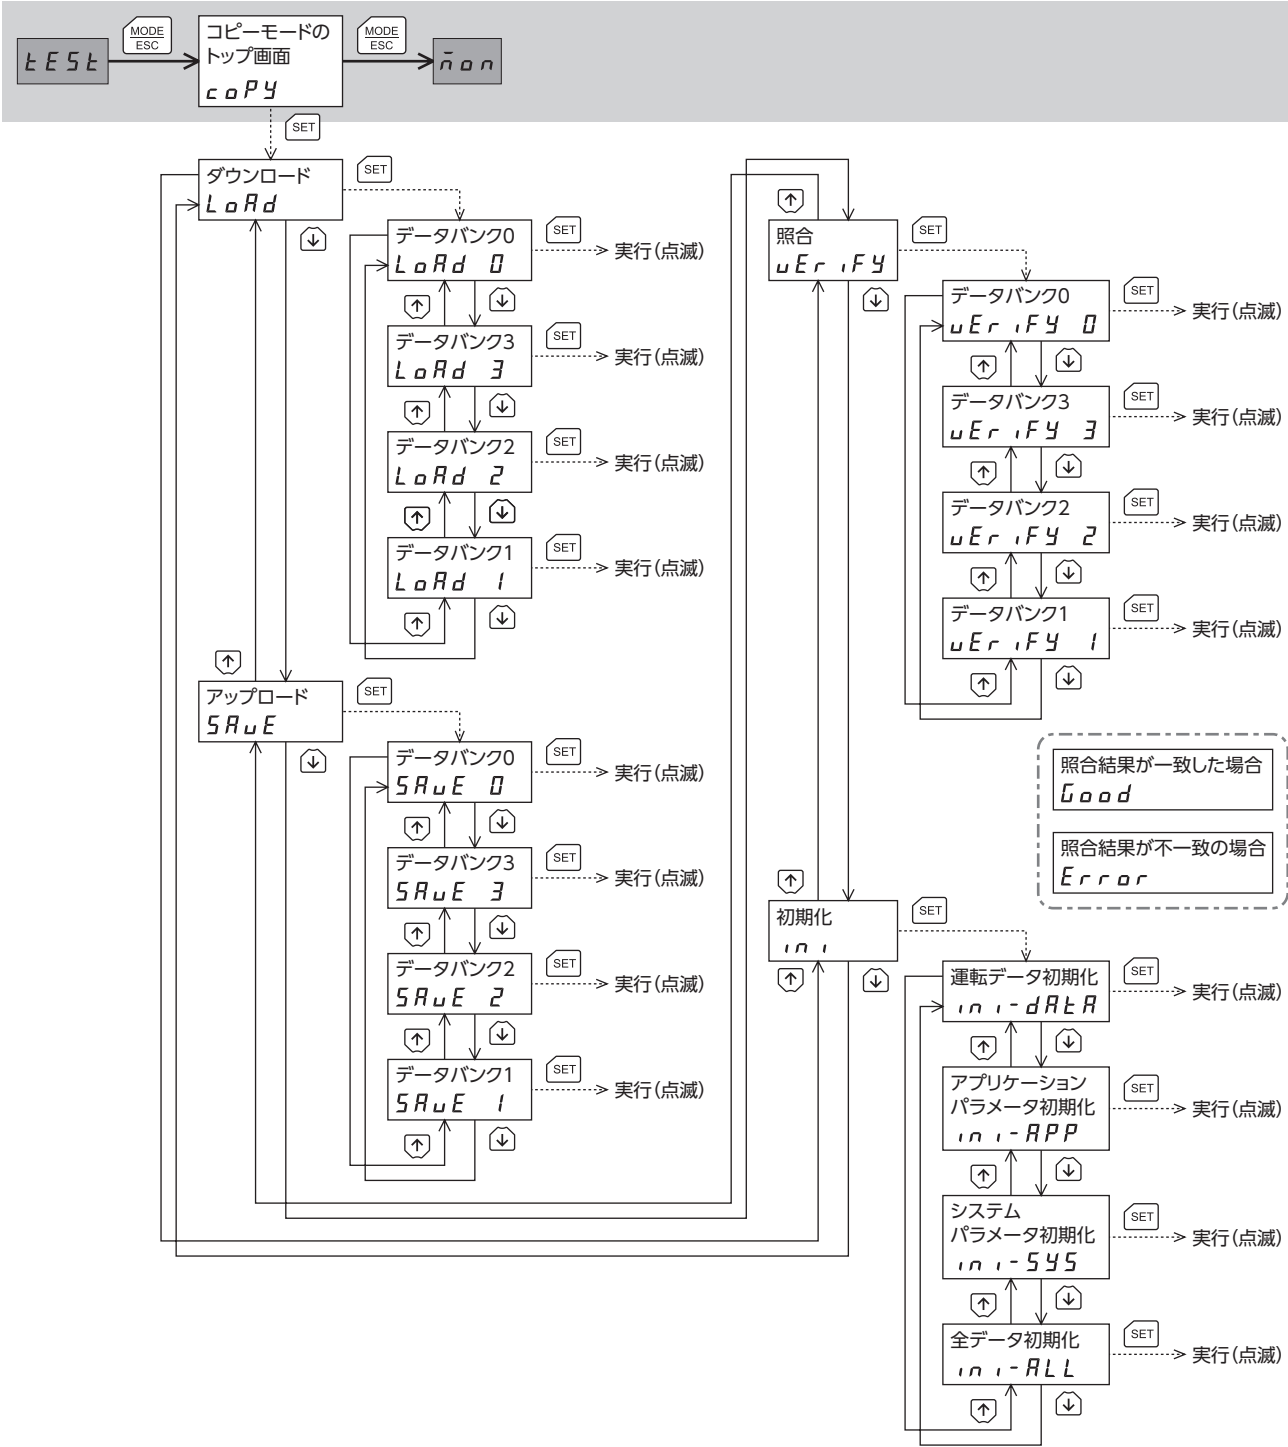 tESt
MODE
ESC
コピーモードの
トップ画面
coPY
MODE
ESC
mon
SET
ダウンロード
LoAd
SET
データバンク0
LoAd 0
SET
実行(点滅)
データバンク3
LoAd 3
SET
実行(点滅)
データバンク2
LoAd 2
SET
実行(点滅)
データバンク1
LoAd 1
SET
実行(点滅)
アップロード
SAvE
SET
データバンク0
SAvE 0
SET
実行(点滅)
データバンク3
SAvE 3
SET
実行(点滅)
データバンク2
SAvE 2
SET
実行(点滅)
データバンク1
SAvE 1
SET
実行(点滅)
照合
vEriFY
SET
データバンク0
vEriFY 0
SET
実行(点滅)
データバンク3
vEriFY 3
SET
実行(点滅)
データバンク2
vEriFY 2
SET
実行(点滅)
データバンク1
vEriFY 1
SET
実行(点滅)
照合結果が一致した場合
Good
照合結果が不一致の場合
Error
初期化
ini
SET
運転データ初期化
ini-dAtA
SET
実行(点滅)
アプリケーション
パラメータ初期化
ini-APP
SET
実行(点滅)
システム
パラメータ初期化
ini-SYS
SET
実行(点滅)
全データ初期化
ini-ALL
SET
実行(点滅)